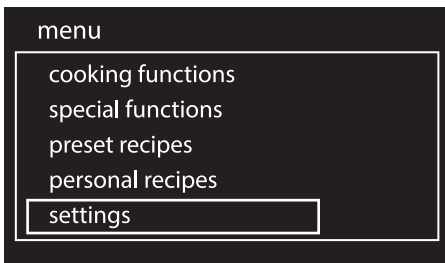 menu
cooking functions
special functions
preset recipes
personal recipes
settings